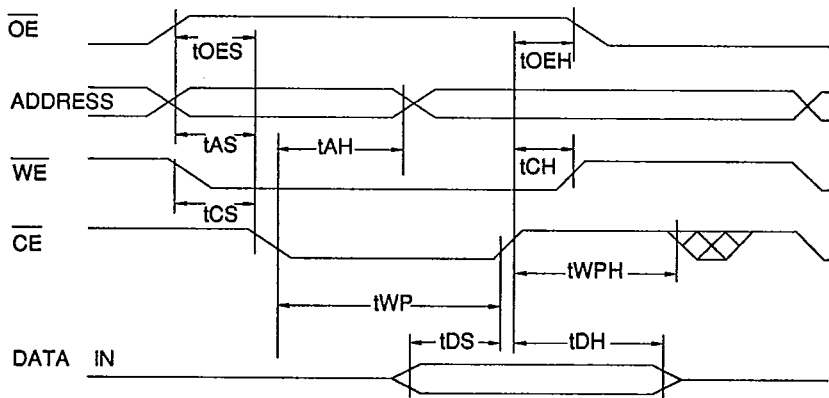 OE
tOES
tOEH
ADDRESS
tAS
tAH
tCH
WE
tCS
CE
tWPH
tWP
tDS
tDH
DATA IN